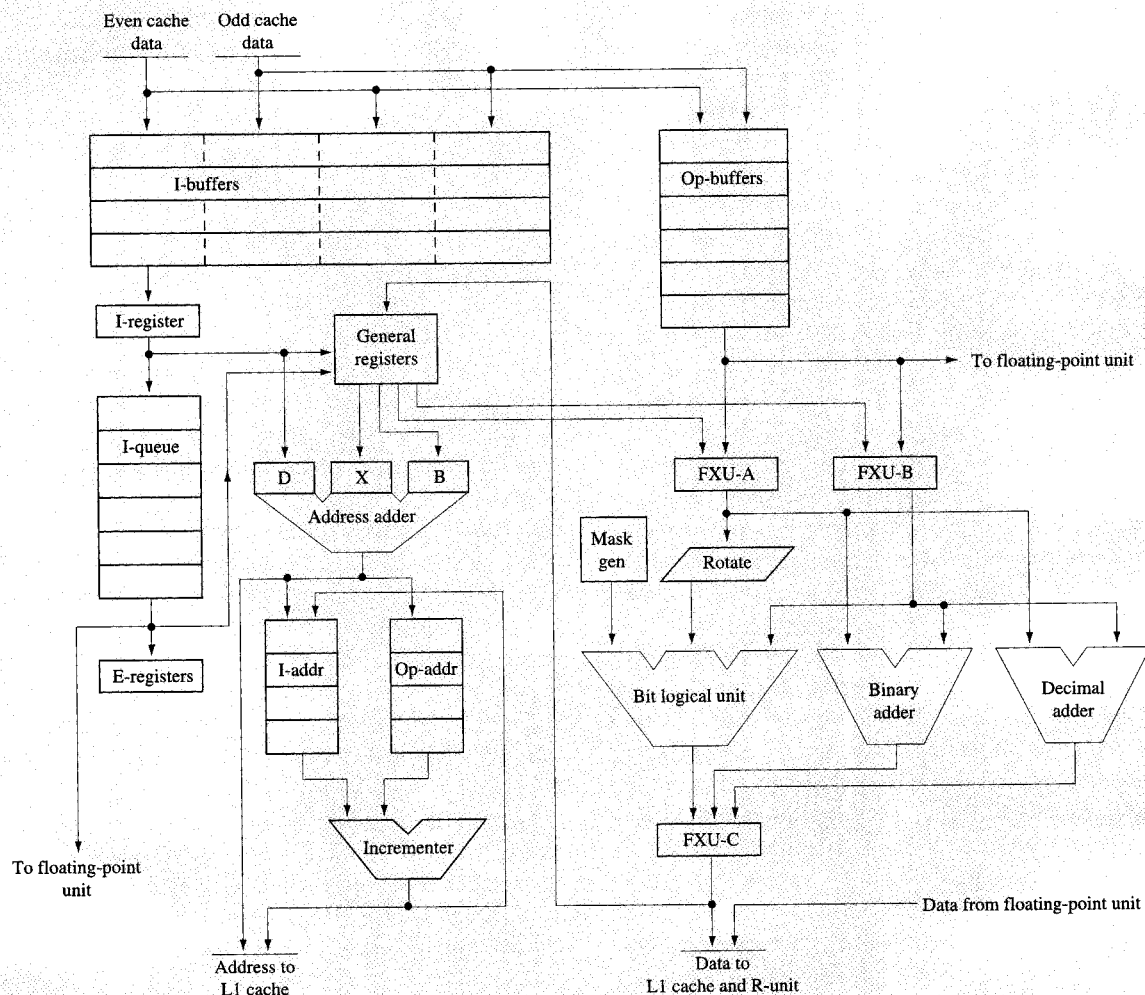 Even cache
data
Odd cache
data
I-buffers
Op-buffers
I-register
General
registers
To floating-point unit
I-queue
D
X
B
FXU-A
FXU-B
Address adder
Mask
gen
Rotate
E-registers
I-addr
Op-addr
Bit logical unit
Binary
adder
Decimal
adder
Incrementer
FXU-C
To floating-point
unit
Data from floating-point unit
Address to
L1 cache
Data to
L1 cache and R-unit